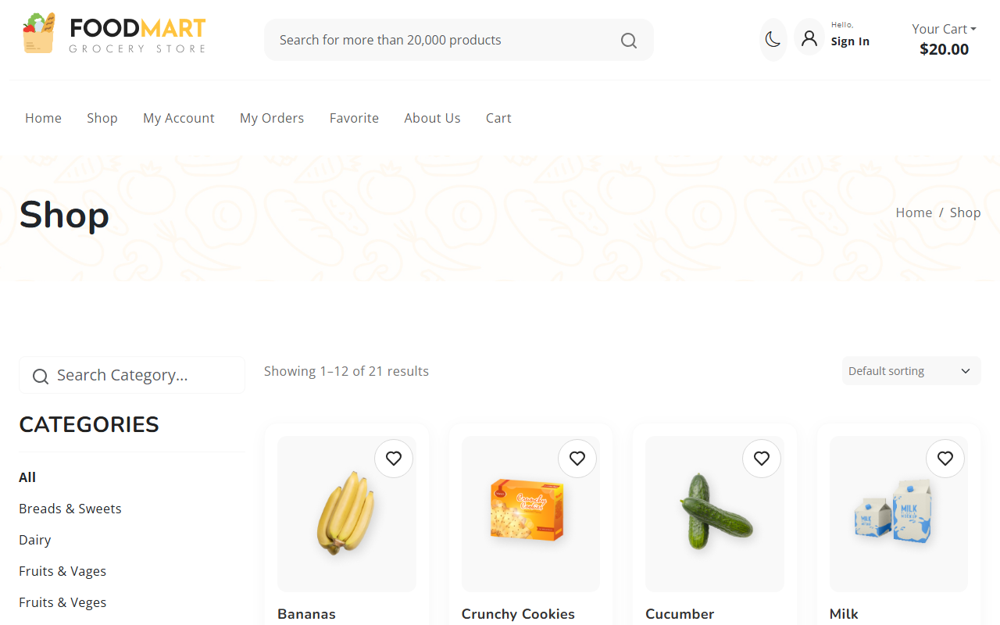 FOODMART
GROCERY STORE
Search for more than 20,000 products
Hello,
Sign In
Your Cart
$20.00
Home
Shop
My Account
My Orders
Favorite
About Us
Cart
Shop
Home / Shop
Search Category...
Showing 1–12 of 21 results
Default sorting
CATEGORIES
All
Breads & Sweets
Dairy
Fruits & Vages
Fruits & Veges
Crunchy
Cookies
MILK
MILK
Bananas
Crunchy Cookies
Cucumber
Milk